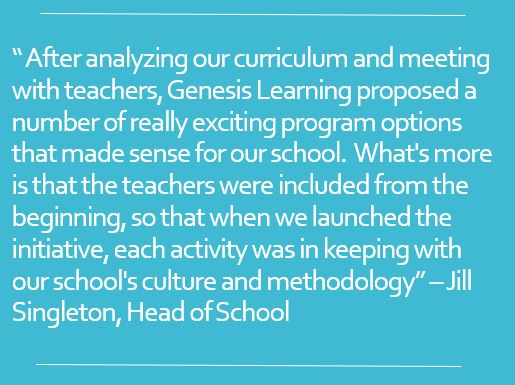 “ After analyzing our curriculum and meeting
with teachers, Genesis Learning proposed a
number of really exciting program options
that made sense for our school.  What's more
is that the teachers were included from the
beginning, so that when we launched the
initiative, each activity was in keeping with
our school's culture and methodology” – Jill
Singleton, Head of School